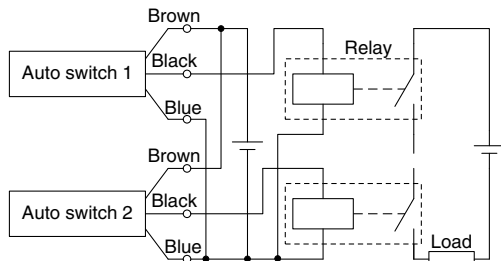 Brown
Auto switch 1
Black
Blue
Relay
Brown
Auto switch 2
Black
Blue
Load